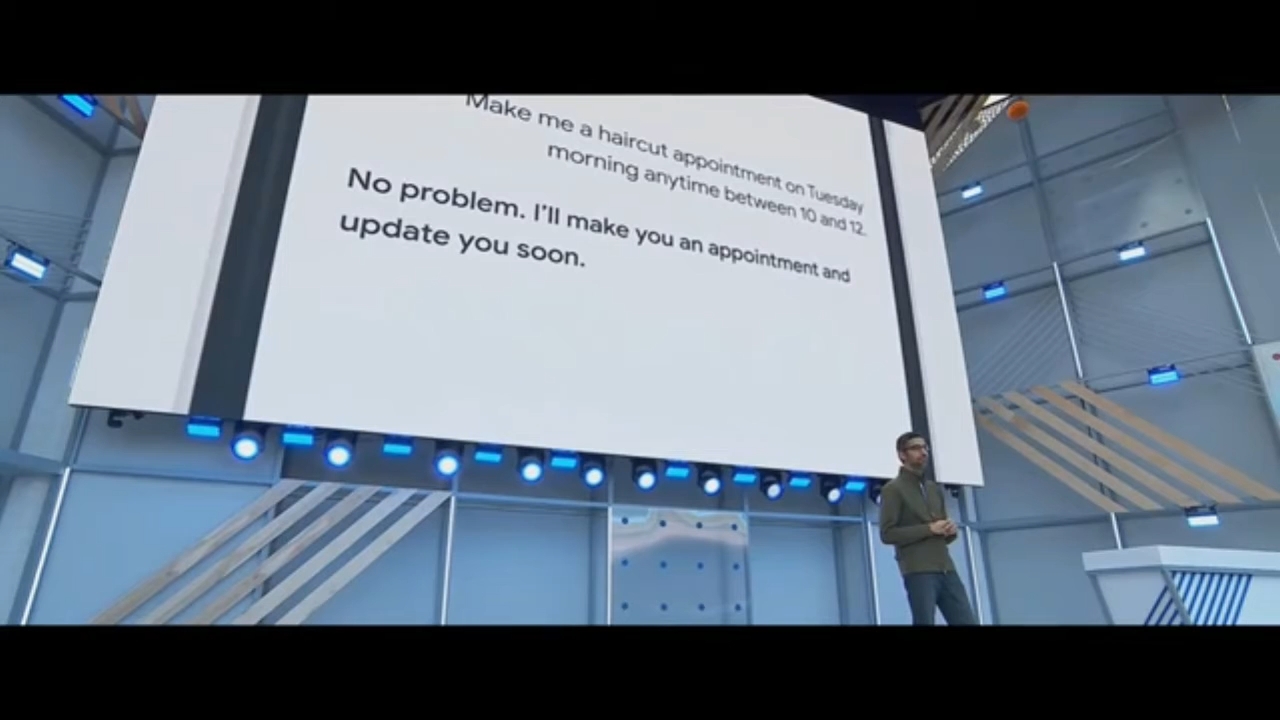 Make me a haircut appointment on Tuesday
morning anytime between 10 and 12.
No problem. I'll make you an appointment and
update you soon.